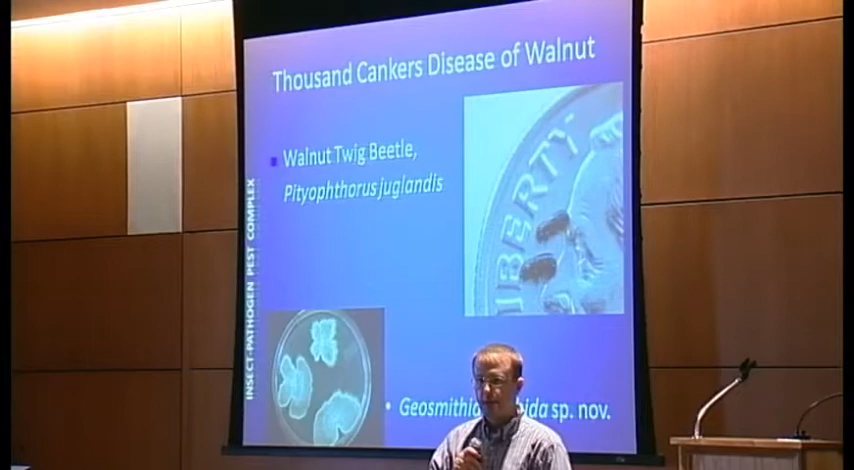 Thousand Cankers Disease of Walnut
Walnut Twig Beetle,
Pityophthorus juglandis
LIBERTY
INSECT-PATHOGEN PEST COMPLEX
sp. nov.